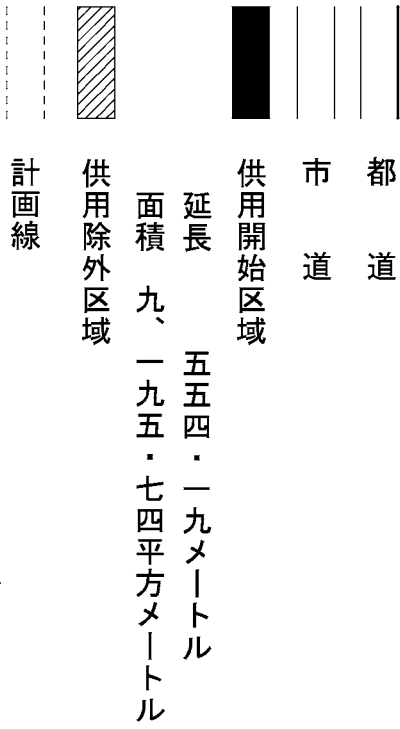 都道
市道
供用開始区域
延長 五五四・一九メートル
面積 九、一九五・七四平方メートル
供用除外区域
計画線